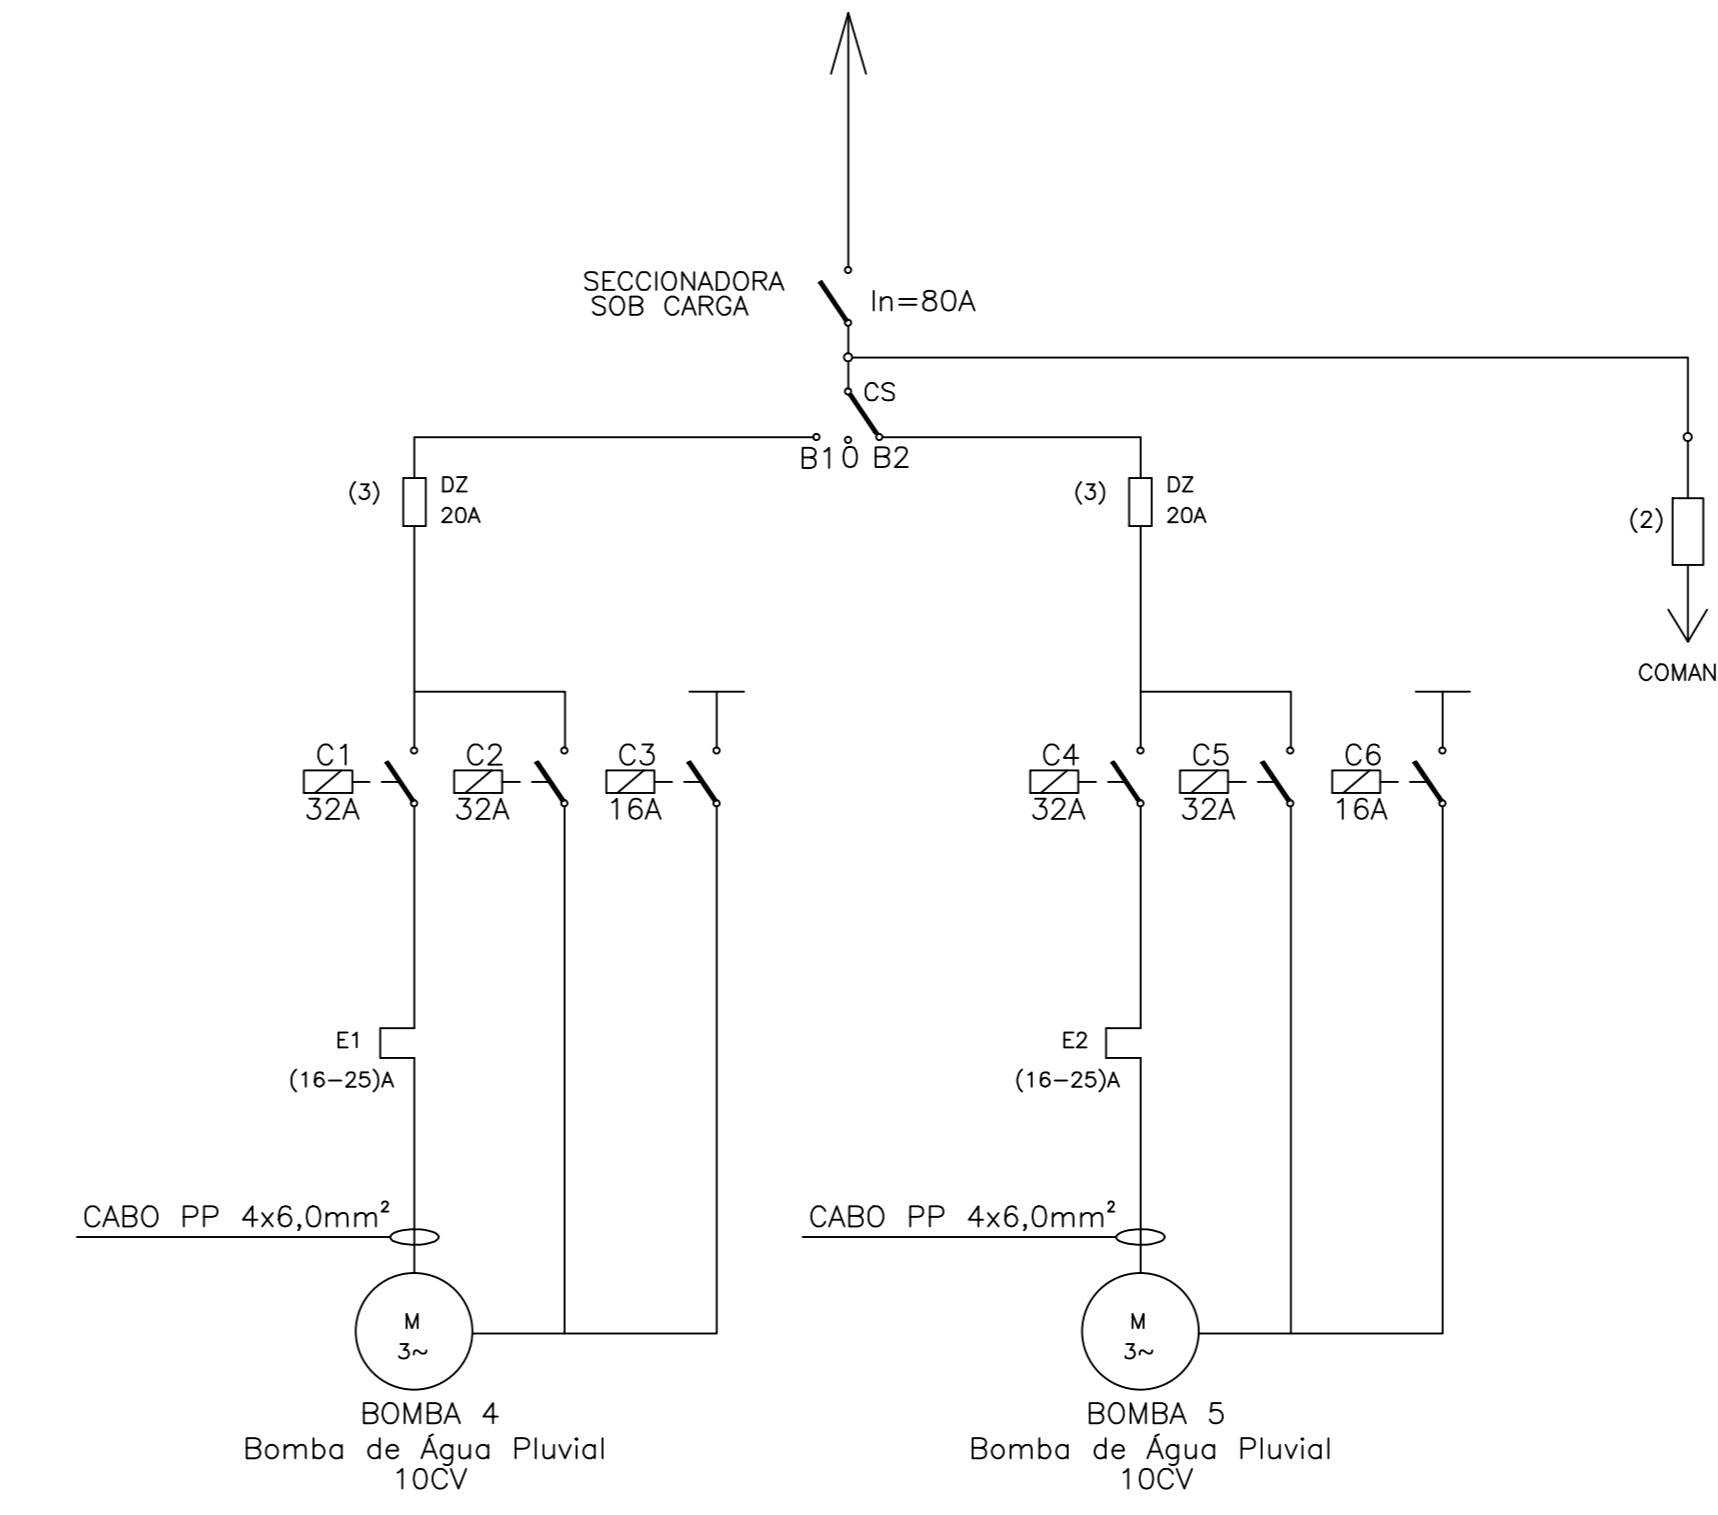 SECCIONADORA
SOB CARGA
In=80A
CS
B1 0 B2
(3)
DZ
20A
(3)
DZ
20A
(2)
COMAN
C1
32A
C2
32A
C3
16A
C4
32A
C5
32A
C6
16A
E1
(16-25)A
E2
(16-25)A
CABO PP 4x6,0mm²
CABO PP 4x6,0mm²
M
3~
M
3~
BOMBA 4
Bomba de Água Pluvial
10CV
BOMBA 5
Bomba de Água Pluvial
10CV